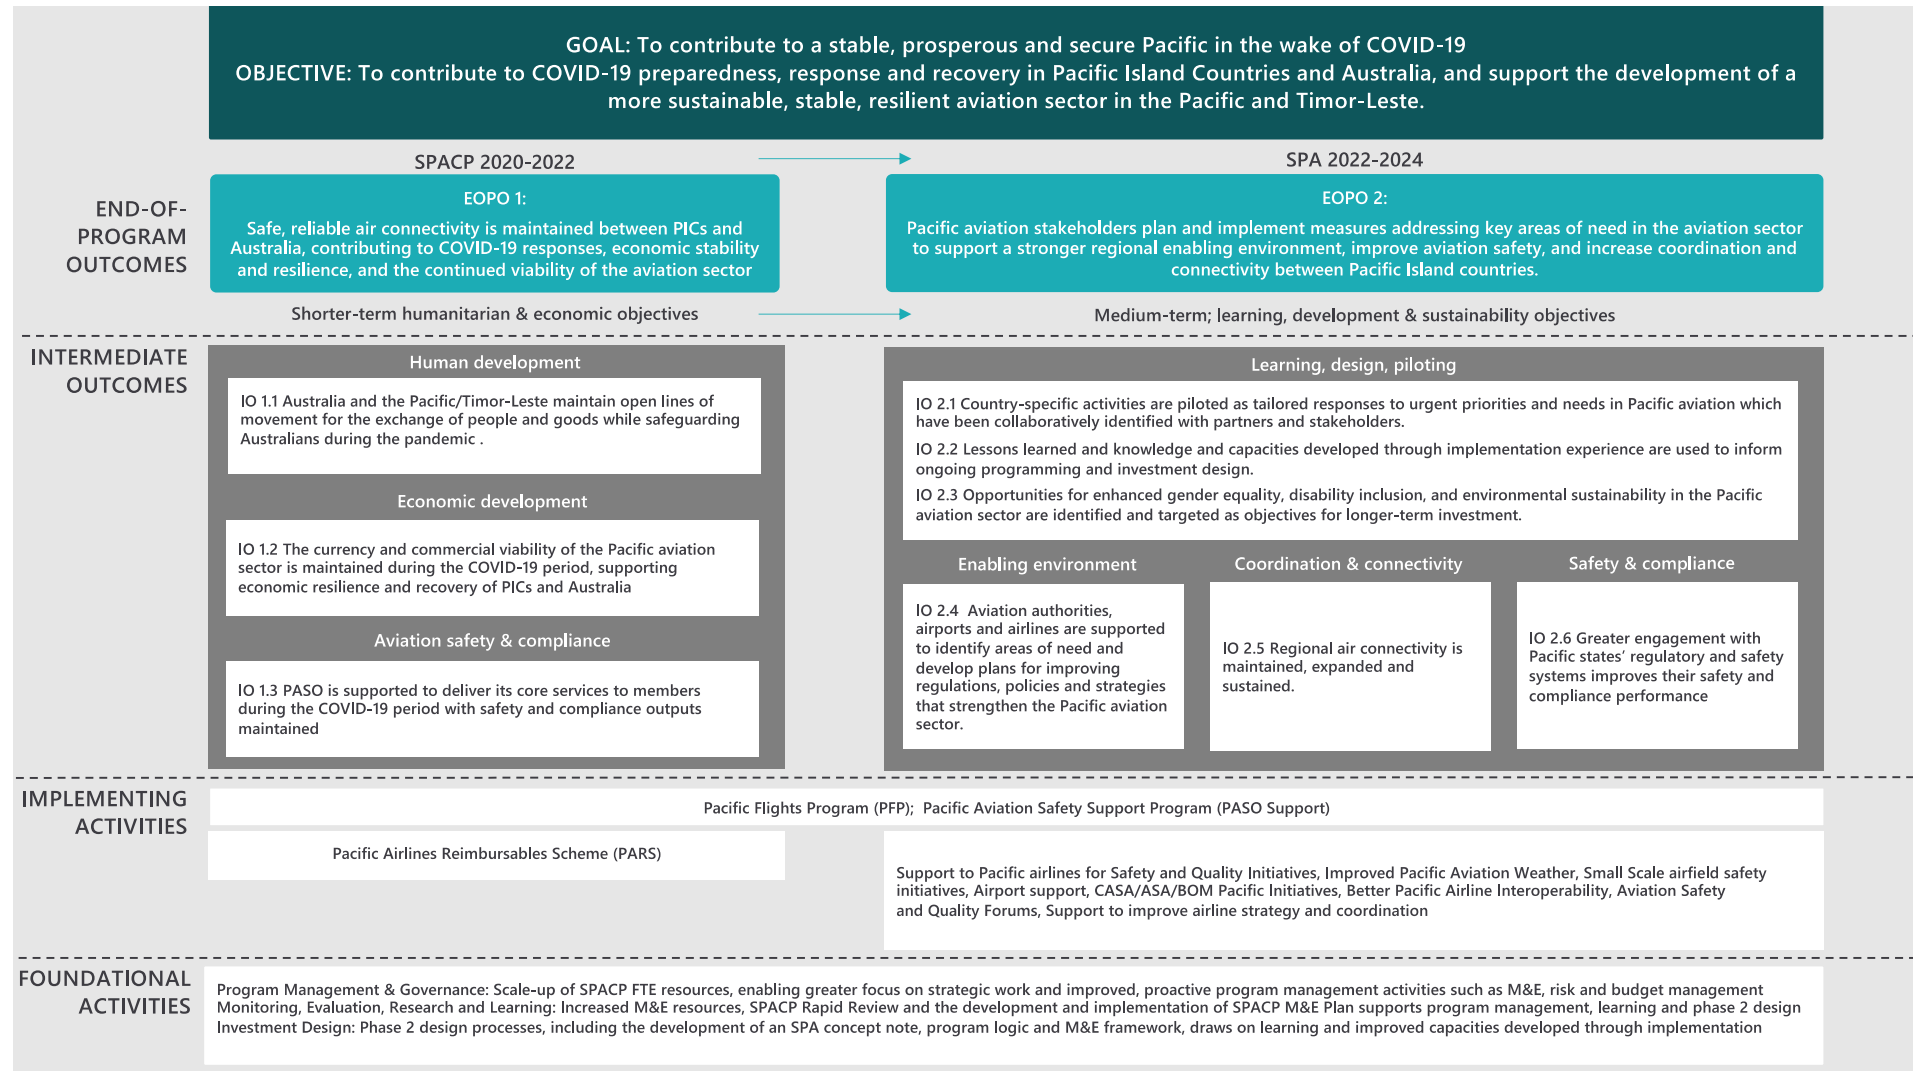 GOAL: To contribute to a stable, prosperous and secure Pacific in the wake of COVID-19
OBJECTIVE: To contribute to COVID-19 preparedness, response and recovery in Pacific Island Countries and Australia, and support the development of a
more sustainable, stable, resilient aviation sector in the Pacific and Timor-Leste.
SPACP 2020-2022
SPA 2022-2024
END-OF-
PROGRAM
OUTCOMES
EOPO 1:
Safe, reliable air connectivity is maintained between PICs and
Australia, contributing to COVID-19 responses, economic stability
and resilience, and the continued viability of the aviation sector
EOPO 2:
Pacific aviation stakeholders plan and implement measures addressing key areas of need in the aviation sector
to support a stronger regional enabling environment, improve aviation safety, and increase coordination and
connectivity between Pacific Island countries.
Shorter-term humanitarian & economic objectives
Medium-term; learning, development & sustainability objectives
INTERMEDIATE
OUTCOMES
Human development
IO 1.1 Australia and the Pacific/Timor-Leste maintain open lines of
movement for the exchange of people and goods while safeguarding
Australians during the pandemic .
Economic development
IO 1.2 The currency and commercial viability of the Pacific aviation
sector is maintained during the COVID-19 period, supporting
economic resilience and recovery of PICs and Australia
Aviation safety & compliance
IO 1.3 PASO is supported to deliver its core services to members
during the COVID-19 period with safety and compliance outputs
maintained
Learning, design, piloting
IO 2.1 Country-specific activities are piloted as tailored responses to urgent priorities and needs in Pacific aviation which
have been collaboratively identified with partners and stakeholders.
IO 2.2 Lessons learned and knowledge and capacities developed through implementation experience are used to inform
ongoing programming and investment design.
IO 2.3 Opportunities for enhanced gender equality, disability inclusion, and environmental sustainability in the Pacific
aviation sector are identified and targeted as objectives for longer-term investment.
Enabling environment
IO 2.4 Aviation authorities,
airports and airlines are supported
to identify areas of need and
develop plans for improving
regulations, policies and strategies
that strengthen the Pacific aviation
sector.
Coordination & connectivity
IO 2.5 Regional air connectivity is
maintained, expanded and
sustained.
Safety & compliance
IO 2.6 Greater engagement with
Pacific states' regulatory and safety
systems improves their safety and
compliance performance
IMPLEMENTING
ACTIVITIES
Pacific Flights Program (PFP); Pacific Aviation Safety Support Program (PASO Support)
Pacific Airlines Reimbursables Scheme (PARS)
Support to Pacific airlines for Safety and Quality Initiatives, Improved Pacific Aviation Weather, Small Scale airfield safety
initiatives, Airport support, CASA/ASA/BOM Pacific Initiatives, Better Pacific Airline Interoperability, Aviation Safety
and Quality Forums, Support to improve airline strategy and coordination
FOUNDATIONAL
ACTIVITIES
Program Management & Governance: Scale-up of SPACP FTE resources, enabling greater focus on strategic work and improved, proactive program management activities such as M&E, risk and budget management
Monitoring, Evaluation, Research and Learning: Increased M&E resources, SPACP Rapid Review and the development and implementation of SPACP M&E Plan supports program management, learning and phase 2 design
Investment Design: Phase 2 design processes, including the development of an SPA concept note, program logic and M&E framework, draws on learning and improved capacities developed through implementation